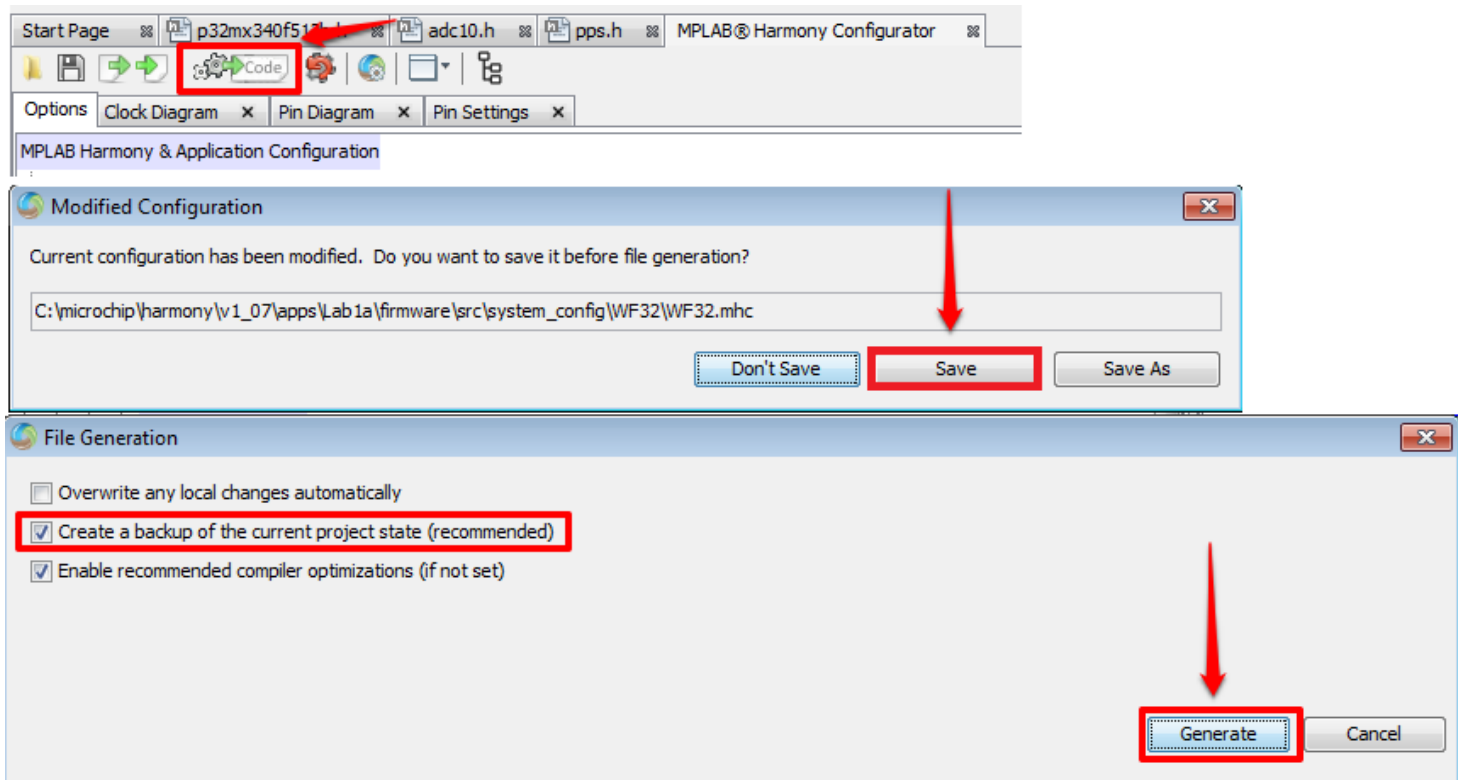 Start Page p32mx340f51 adc10.h pps.h MPLAB® Harmony Configurator
Code
Options Clock Diagram Pin Diagram Pin Settings
MPLAB Harmony & Application Configuration
Modified Configuration
Current configuration has been modified. Do you want to save it before file generation?
C:\microchip\harmony\v1_07\apps\Lab1a\firmware\src\system_config\WF32\WF32.mhc
Don't Save Save Save As
File Generation
Overwrite any local changes automatically
Create a backup of the current project state (recommended)
Enable recommended compiler optimizations (if not set)
Generate Cancel